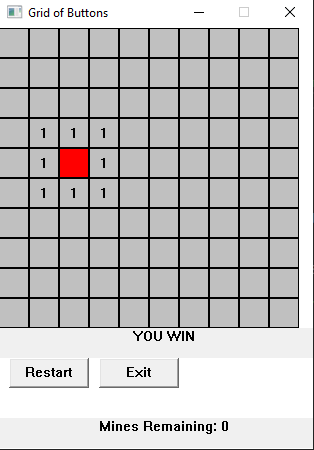 Grid of Buttons
1 1 1
1 1
1 1 1
YOU WIN
Restart Exit
Mines Remaining: 0